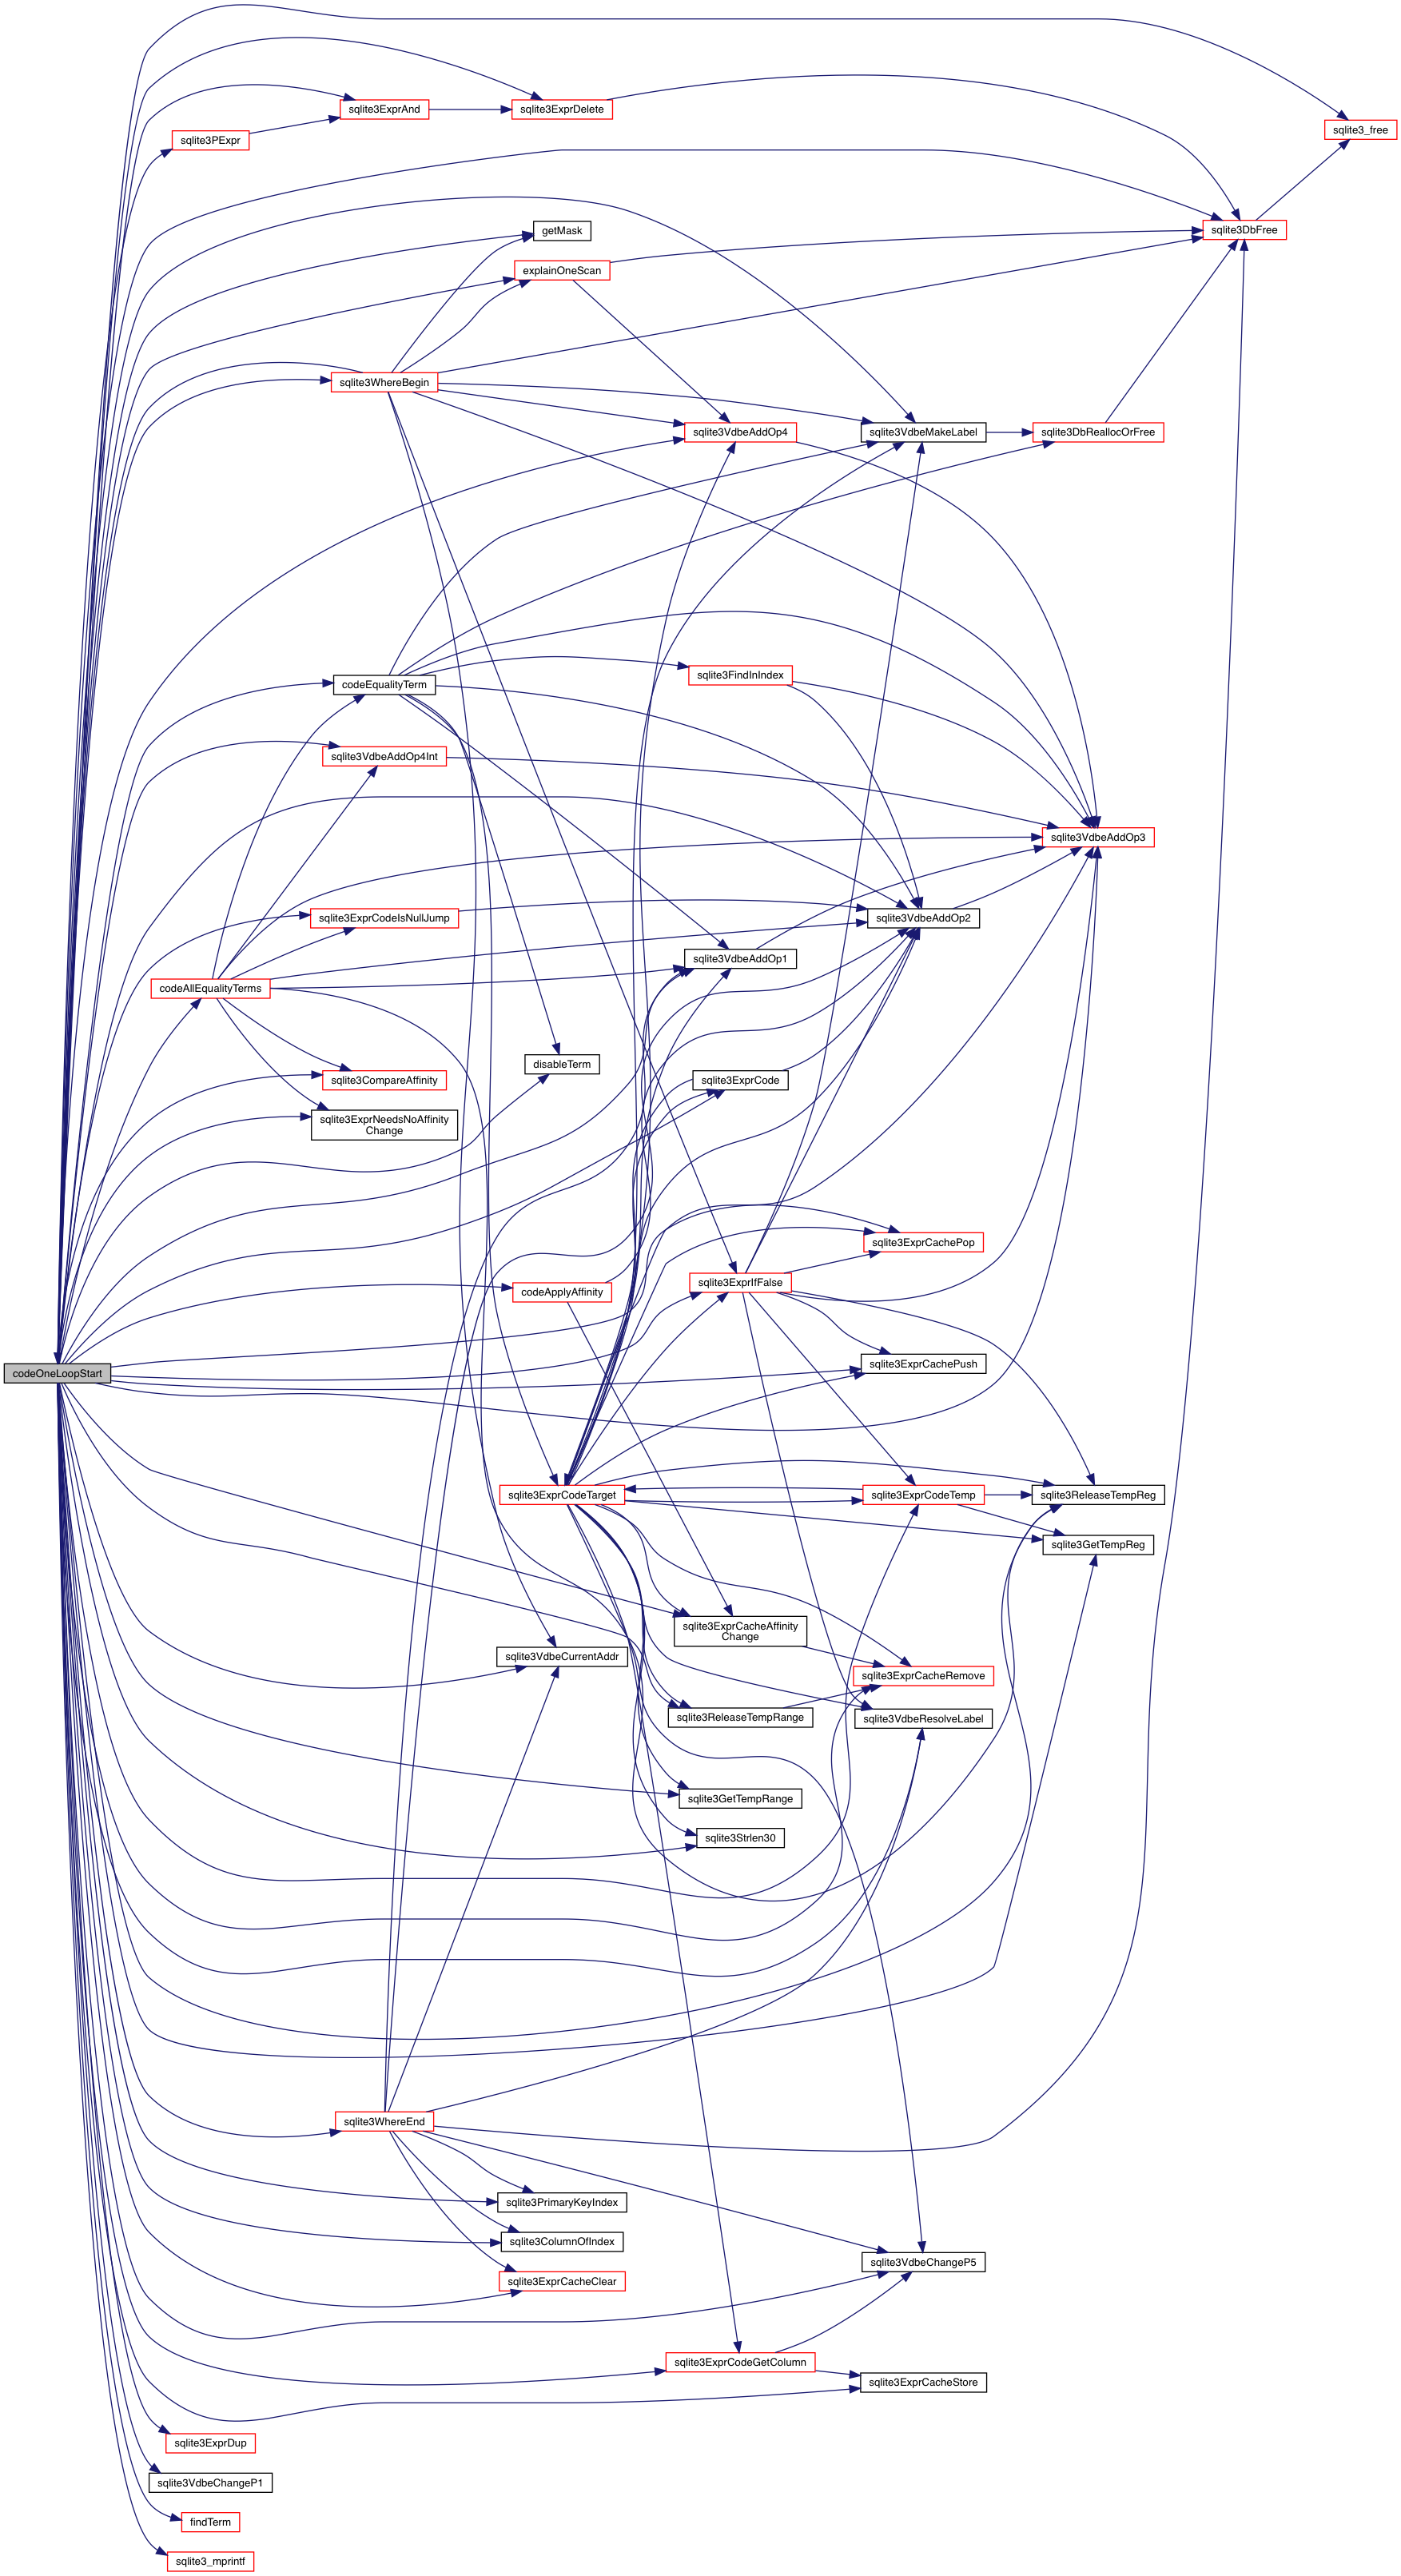 sqlite3ExprAnd
sqlite3ExprDelete
sqlite3_free
sqlite3PExpr
getMask
sqlite3DbFree
explainOneScan
sqlite3WhereBegin
sqlite3VdbeAddOp4
sqlite3VdbeMakeLabel
sqlite3DbReallocOrFree
codeEqualityTerm
sqlite3FindInIndex
sqlite3VdbeAddOp4Int
sqlite3VdbeAddOp3
sqlite3ExprCodeIsNullJump
sqlite3VdbeAddOp2
sqlite3VdbeAddOp1
codeAllEqualityTerms
disableTerm
sqlite3CompareAffinity
sqlite3ExprCode
sqlite3ExprNeedsNoAffinity
Change
sqlite3ExprCachePop
sqlite3ExprIfFalse
codeApplyAffinity
sqlite3ExprCachePush
codeOneLoopStart
sqlite3ExprCodeTarget
sqlite3ExprCodeTemp
sqlite3ReleaseTempReg
sqlite3GetTempReg
sqlite3ExprCacheAffinity
Change
sqlite3VdbeCurrentAddr
sqlite3ExprCacheRemove
sqlite3ReleaseTempRange
sqlite3VdbeResolveLabel
sqlite3GetTempRange
sqlite3Strlen30
sqlite3WhereEnd
sqlite3PrimaryKeyIndex
sqlite3ColumnOfIndex
sqlite3VdbeChangeP5
sqlite3ExprCacheClear
sqlite3ExprCodeGetColumn
sqlite3ExprCacheStore
sqlite3ExprDup
sqlite3VdbeChangeP1
findTerm
sqlite3_mprintf